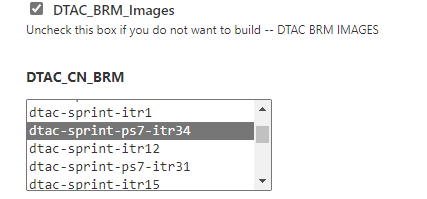 DTAC_BRM_Images
Uncheck this box if you do not want to build -- DTAC BRM IMAGES
DTAC_CN_BRM
dtac-sprint-itr1
dtac-sprint-ps7-itr34
dtac-sprint-itr12
dtac-sprint-ps7-itr31
dtac-sprint-itr15